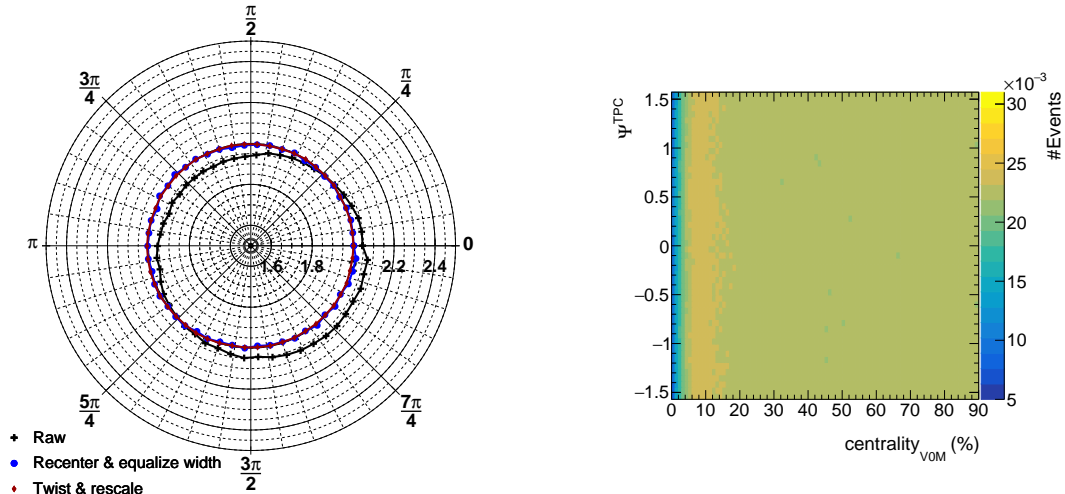 π
2
3π
4
π
4
π
0
1.6 1.8 2.2 2.4
5π
4
7π
4
3π
2
Raw
Recenter & equalize width
Twist & rescale
×10⁻³
Ψ^TPC
1.5
1
0.5
0
−0.5
−1
−1.5
0 10 20 30 40 50 60 70 80 90
centrality_V0M (%)
30
25
20
15
10
5
#Events